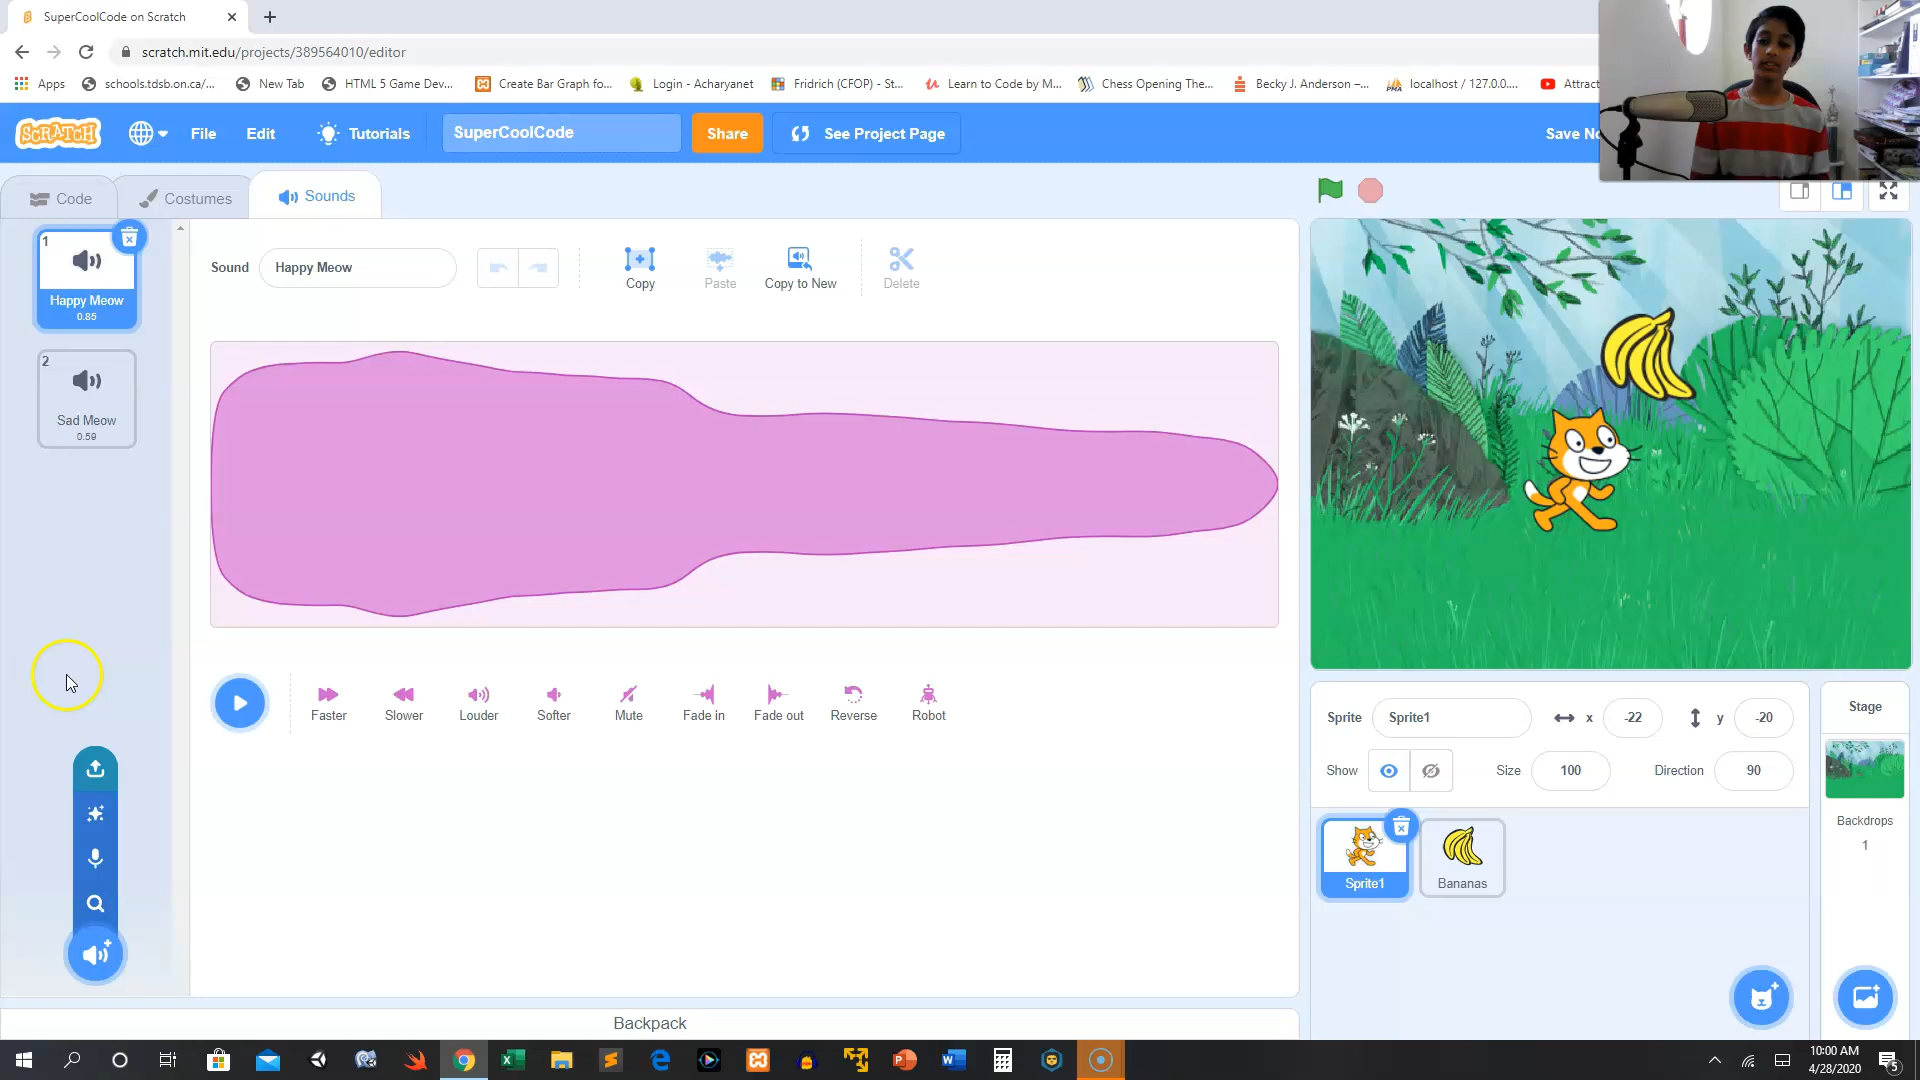 SuperCoolCode on Scratch
scratch.mit.edu/projects/389564010/editor
Apps
schools.tdsb.on.ca/...
New Tab
HTML 5 Game Dev...
Create Bar Graph fo...
Login - Acharyanet
Fridrich (CFOP) - St...
Learn to Code by M...
Chess Opening The...
Becky J. Anderson –...
localhost / 127.0.0....
Attract
SCRATCH
File
Edit
Tutorials
SuperCoolCode
Share
See Project Page
Save No
Code
Costumes
Sounds
1
Happy Meow
0.85
2
Sad Meow
0.59
Sound
Happy Meow
Copy
Paste
Copy to New
Delete
Faster
Slower
Louder
Softer
Mute
Fade in
Fade out
Reverse
Robot
Sprite
Sprite1
x
-22
y
-20
Show
Size
100
Direction
90
Sprite1
Bananas
Stage
Backdrops
1
Backpack
10:00 AM
4/28/2020
5